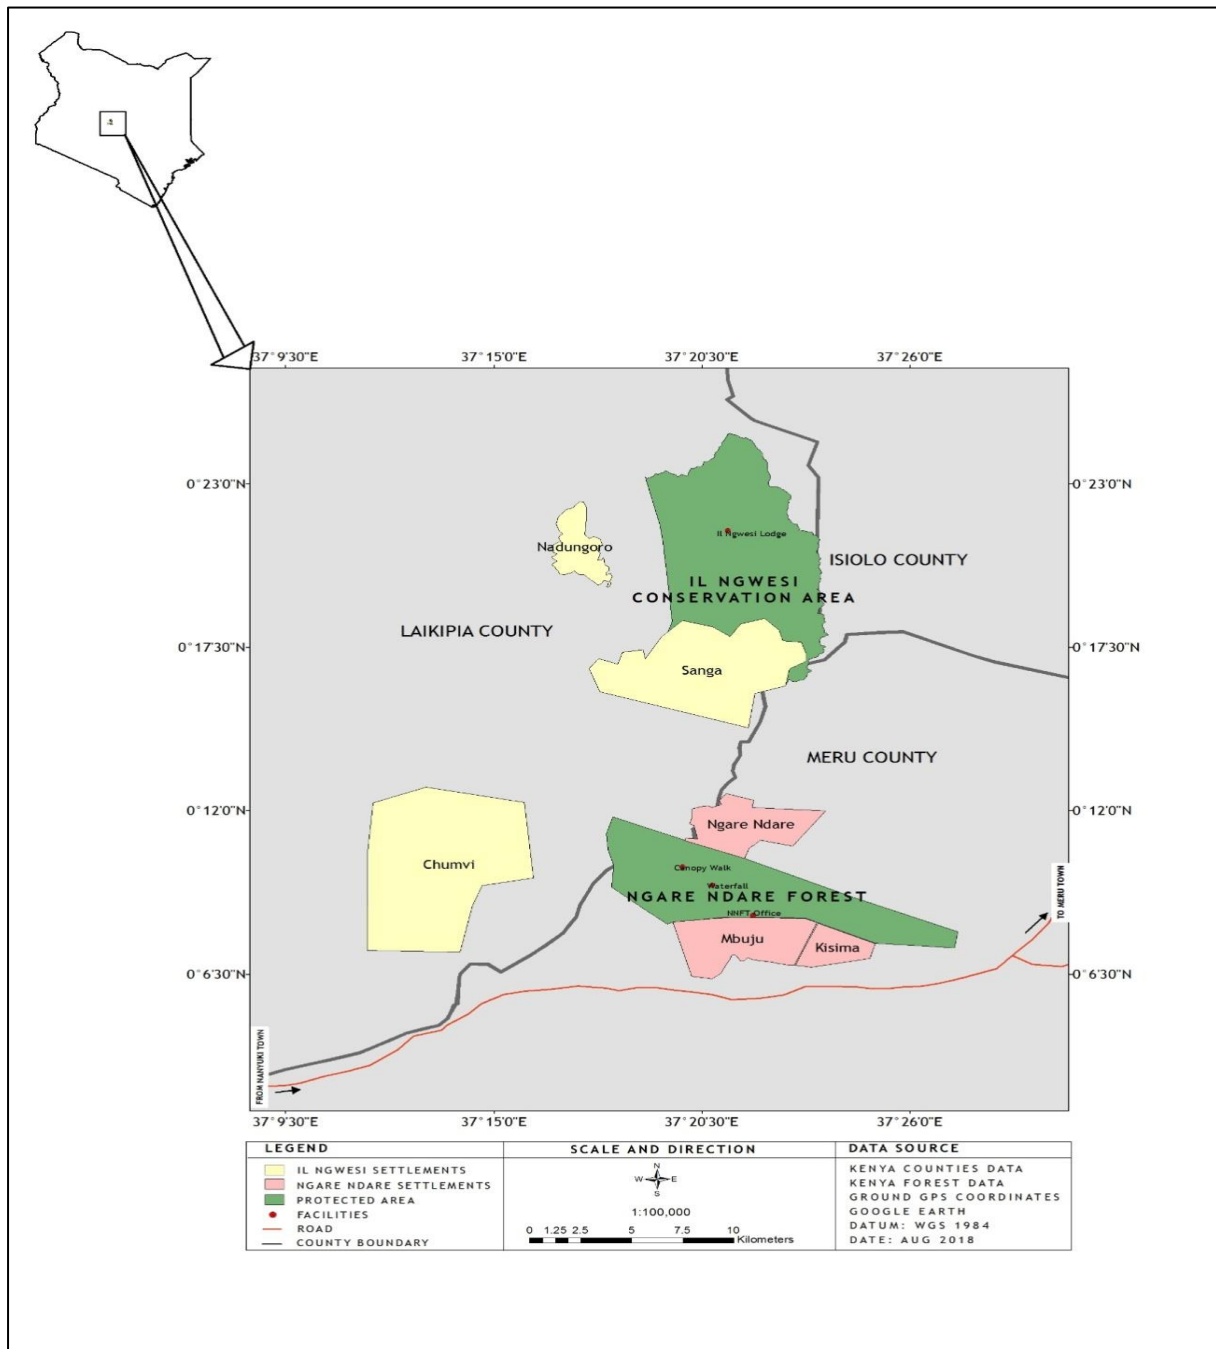 37°9'30"E 37°15'0"E 37°20'30"E 37°26'0"E
0°23'0"N 0°23'0"N
Il Ngwesi Lodge
Nadungoro
ISIOLO COUNTY
IL NGWESI
CONSERVATION AREA
LAIKIPIA COUNTY
0°17'30"N 0°17'30"N
Sanga
MERU COUNTY
0°12'0"N 0°12'0"N
Ngare Ndare
Chumvi
Canopy Walk
Waterfall
NGARE NDARE FOREST
TO MERU TOWN
NNFT Office
Mbuju
Kisima
0°6'30"N 0°6'30"N
FROM NANYUKI TOWN
37°9'30"E 37°15'0"E 37°20'30"E 37°26'0"E
LEGEND
IL NGWESI SETTLEMENTS
NGARE NDARE SETTLEMENTS
PROTECTED AREA
FACILITIES
ROAD
COUNTY BOUNDARY
SCALE AND DIRECTION
N
W E
S
1:100,000
0 1.25 2.5 5 7.5 10
Kilometers
DATA SOURCE
KENYA COUNTIES DATA
KENYA FOREST DATA
GROUND GPS COORDINATES
GOOGLE EARTH
DATUM: WGS 1984
DATE: AUG 2018